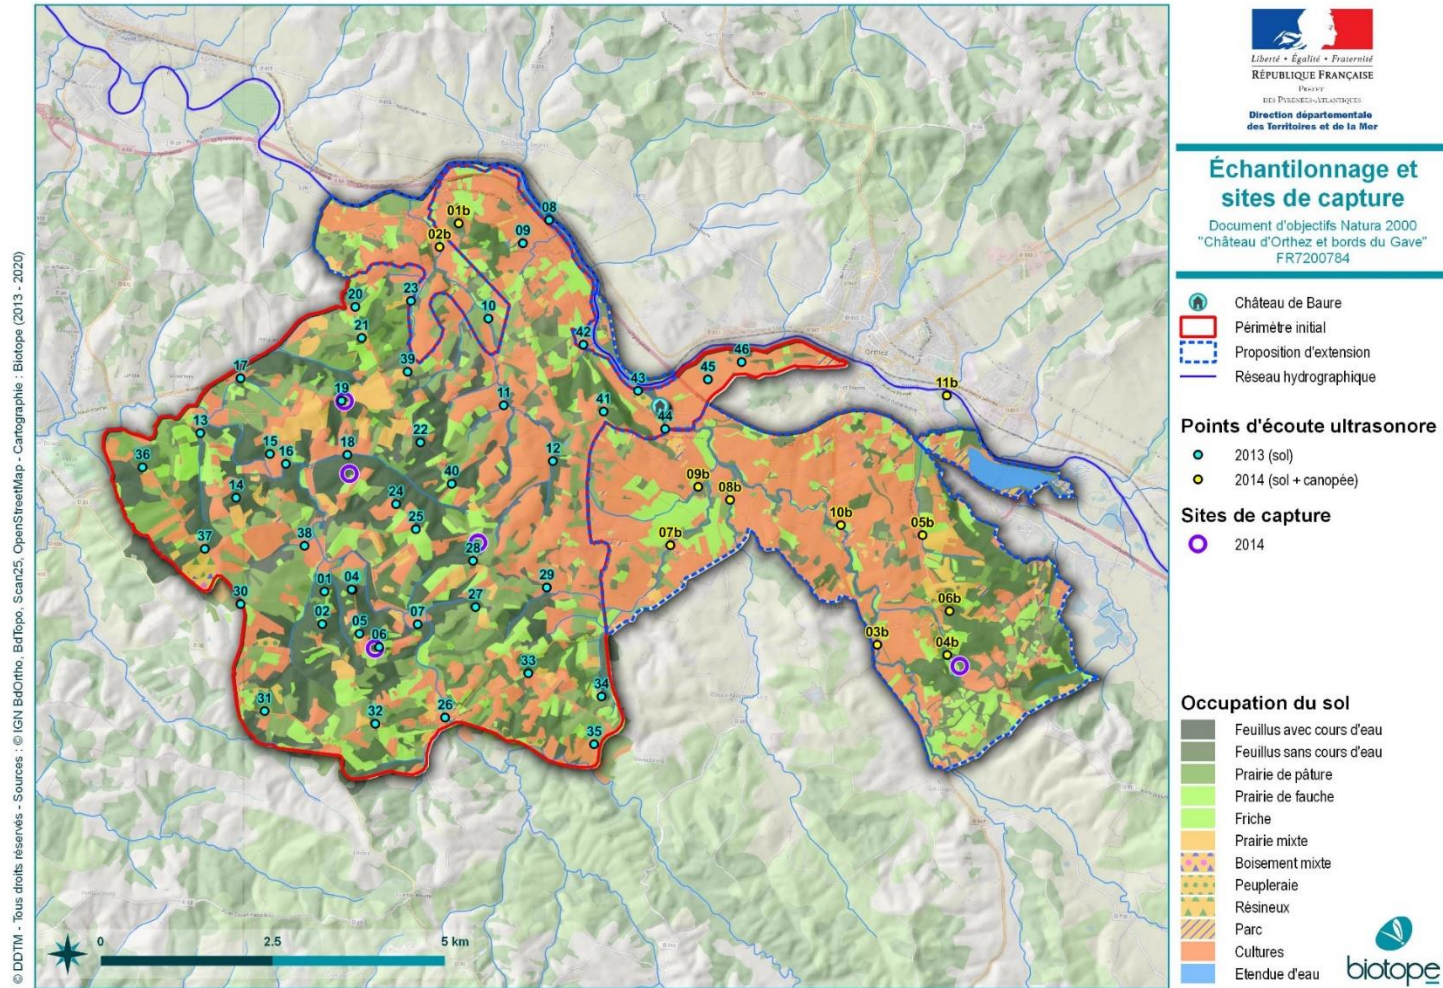 © DDTM - Tous droits réservés - Sources : © IGN BdOrtho, BdTopo, Scan25, OpenStreetMap - Cartographie : Biotope (2013 - 2020)
Liberté • Égalité • Fraternité
RÉPUBLIQUE FRANÇAISE
PRÉFET
DES PYRÉNÉES-ATLANTIQUES
Direction départementale
des Territoires et de la Mer
Échantilonnage et
sites de capture
Document d'objectifs Natura 2000
"Château d'Orthez et bords du Gave"
FR7200784
Château de Baure
Périmètre initial
Proposition d'extension
Réseau hydrographique
Points d'écoute ultrasonore
2013 (sol)
2014 (sol + canopée)
Sites de capture
2014
Occupation du sol
Feuillus avec cours d'eau
Feuillus sans cours d'eau
Prairie de pâture
Prairie de fauche
Friche
Prairie mixte
Boisement mixte
Peupleraie
Résineux
Parc
Cultures
Etendue d'eau
biotope
01b
08
02b
09
20
23
10
21
42
46
17
39
43
45
11b
19
11
41
44
13
22
15
18
12
36
16
40
14
24
09b
08b
25
10b
05b
37
38
07b
28
01
04
29
30
27
06b
02
05
07
06
03b
04b
33
34
31
32
26
35
Orthez
0
2.5
5 km